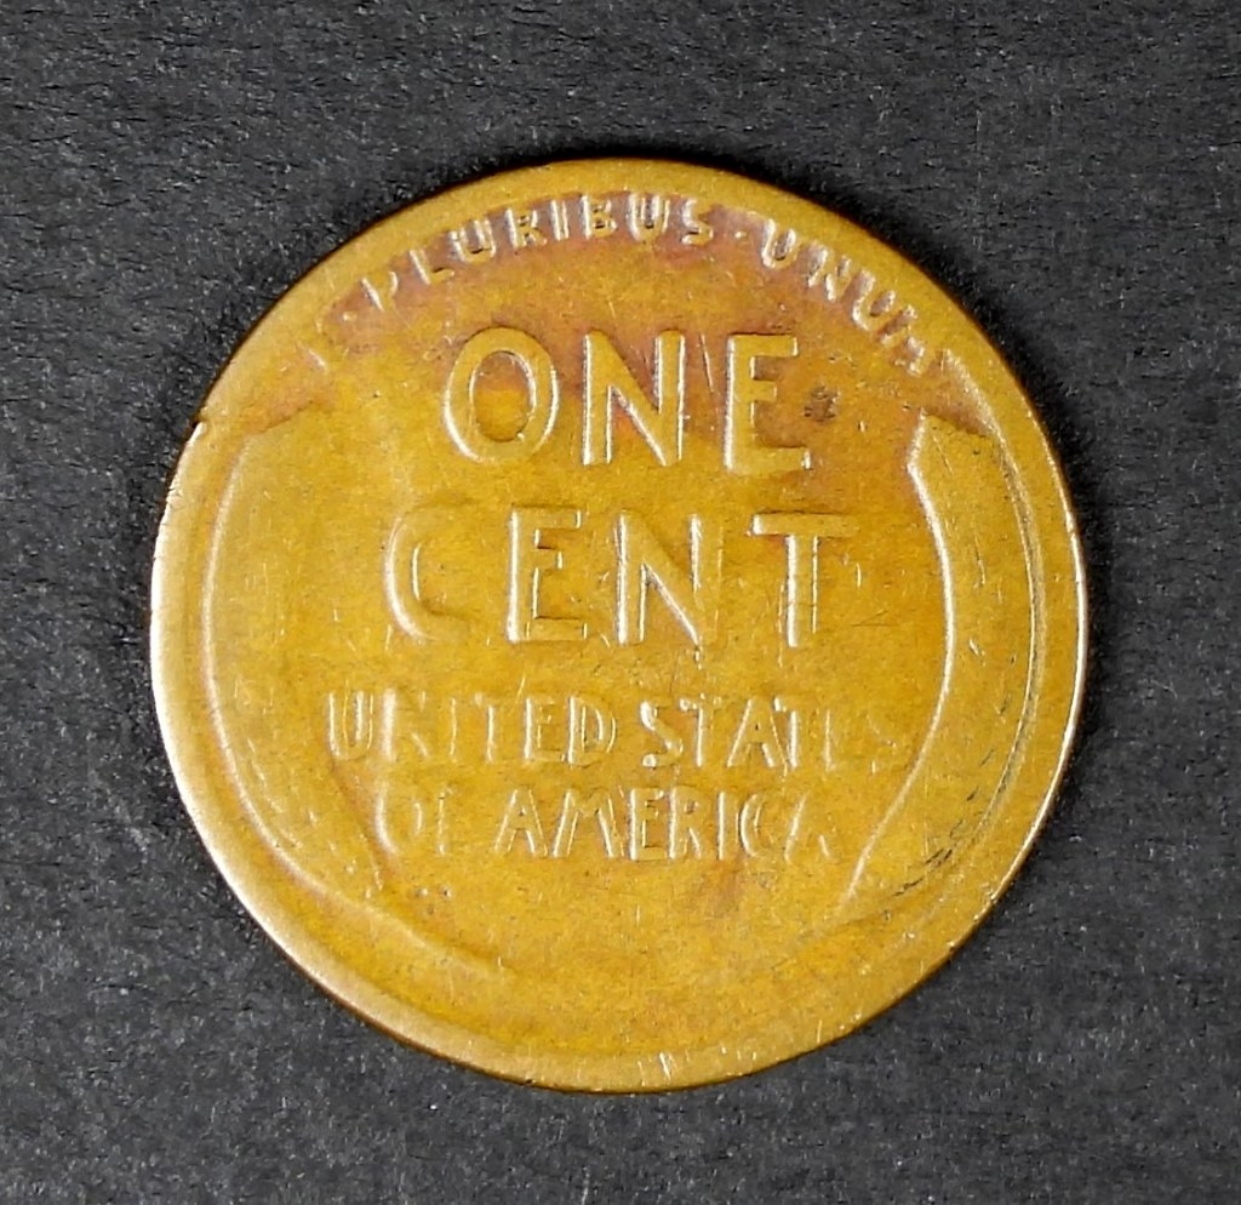 E·PLURIBUS·UNUM
ONE
CENT
UNITED STATES
OF AMERICA